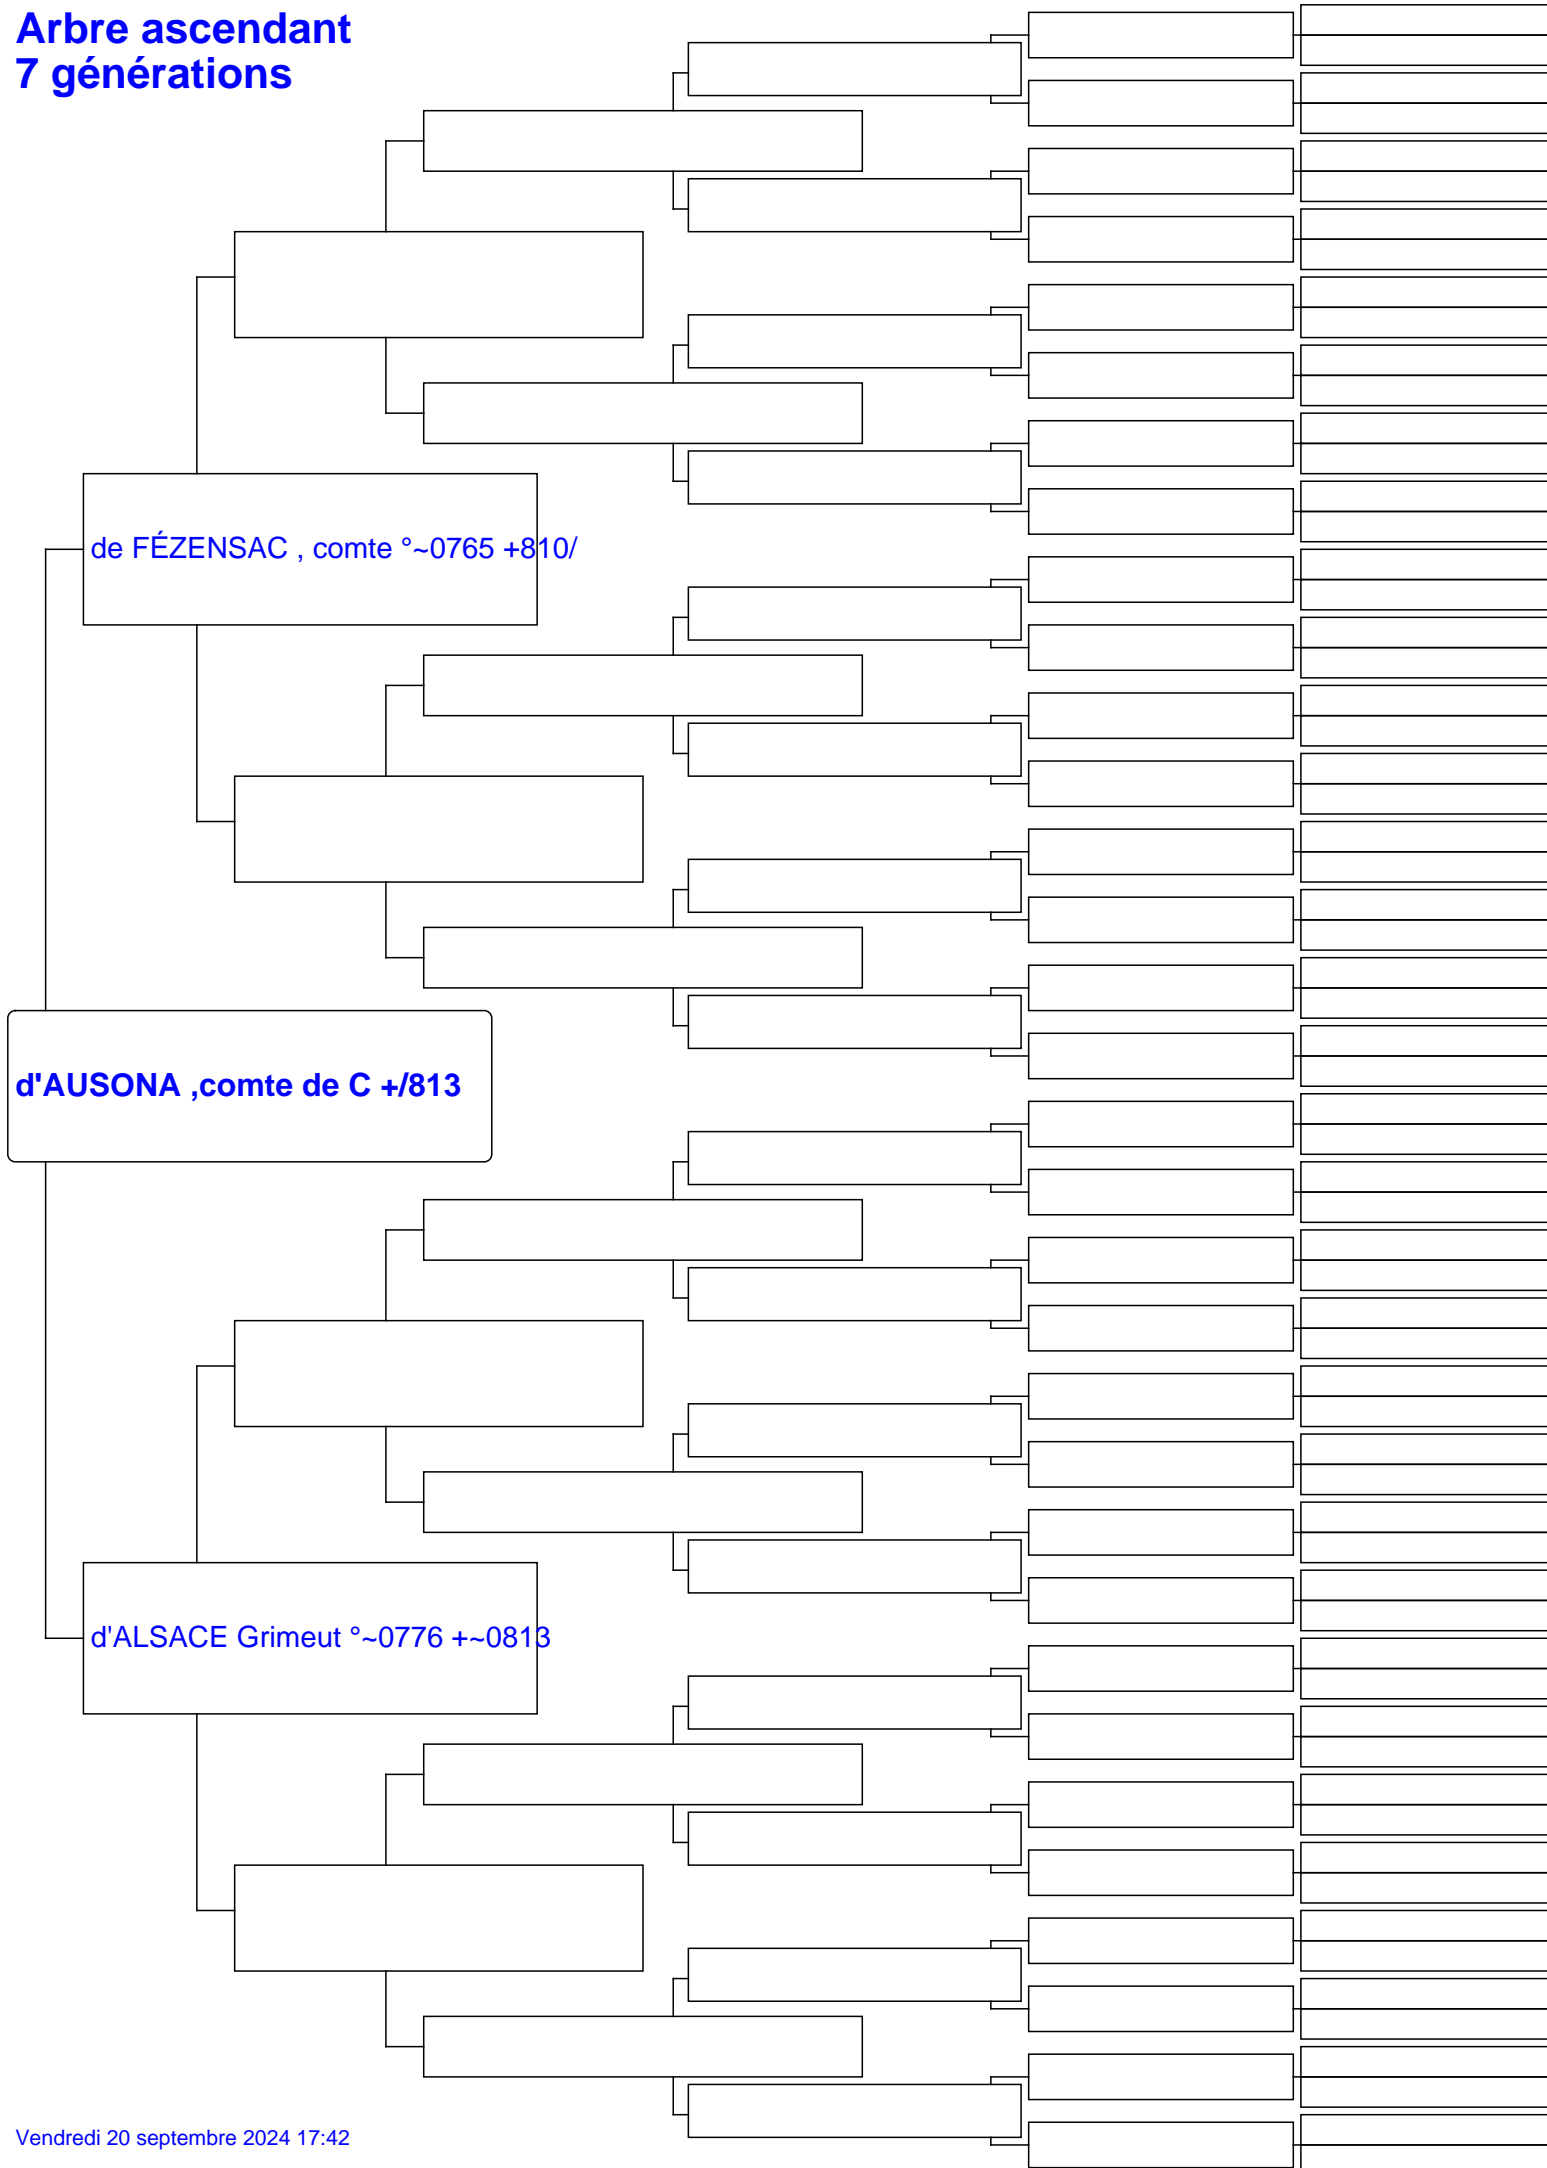 Arbre ascendant
7 générations
de FÉZENSAC , comte °~0765 +810/
d'AUSONA ,comte de C +/813
d'ALSACE Grimeut °~0776 +~0813
Vendredi 20 septembre 2024 17:42